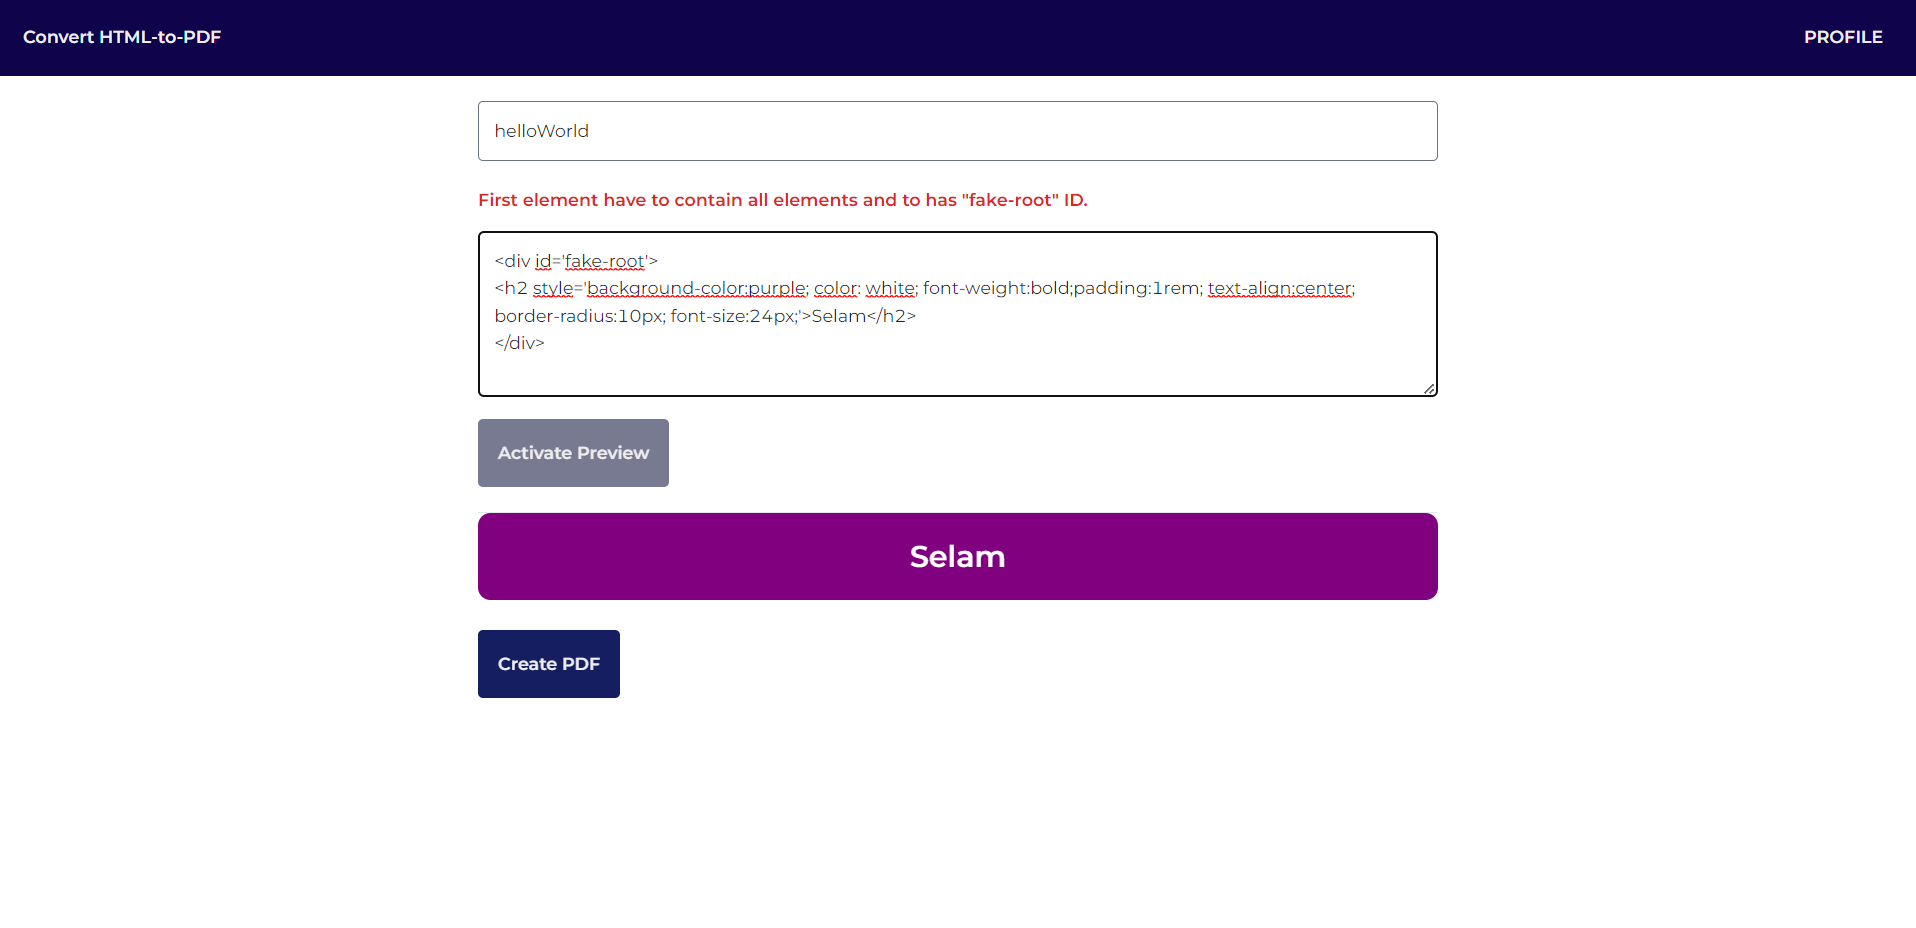 Convert HTML-to-PDF
PROFILE
helloWorld
First element have to contain all elements and to has "fake-root" ID.
<div id='fake-root'>
<h2 style='background-color:purple; color: white; font-weight:bold;padding:1rem; text-align:center;
border-radius:10px; font-size:24px;'>Selam</h2>
</div>
Activate Preview
Selam
Create PDF